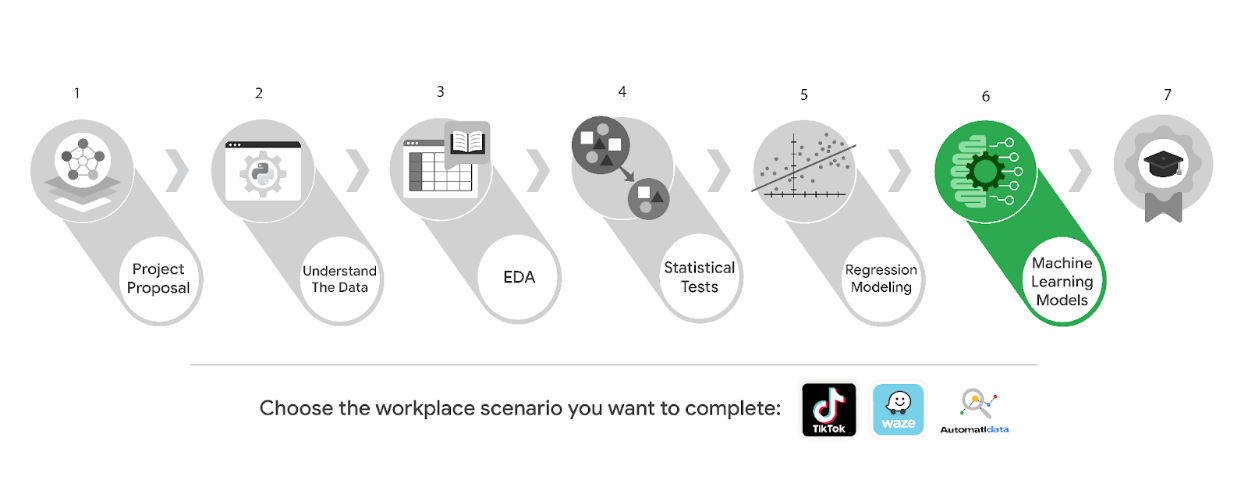 1
2
3
4
5
6
7
Project
Proposal
Understand
The Data
EDA
Statistical
Tests
Regression
Modeling
Machine
Learning
Models
Choose the workplace scenario you want to complete:
TikTok
waze
Automatidata